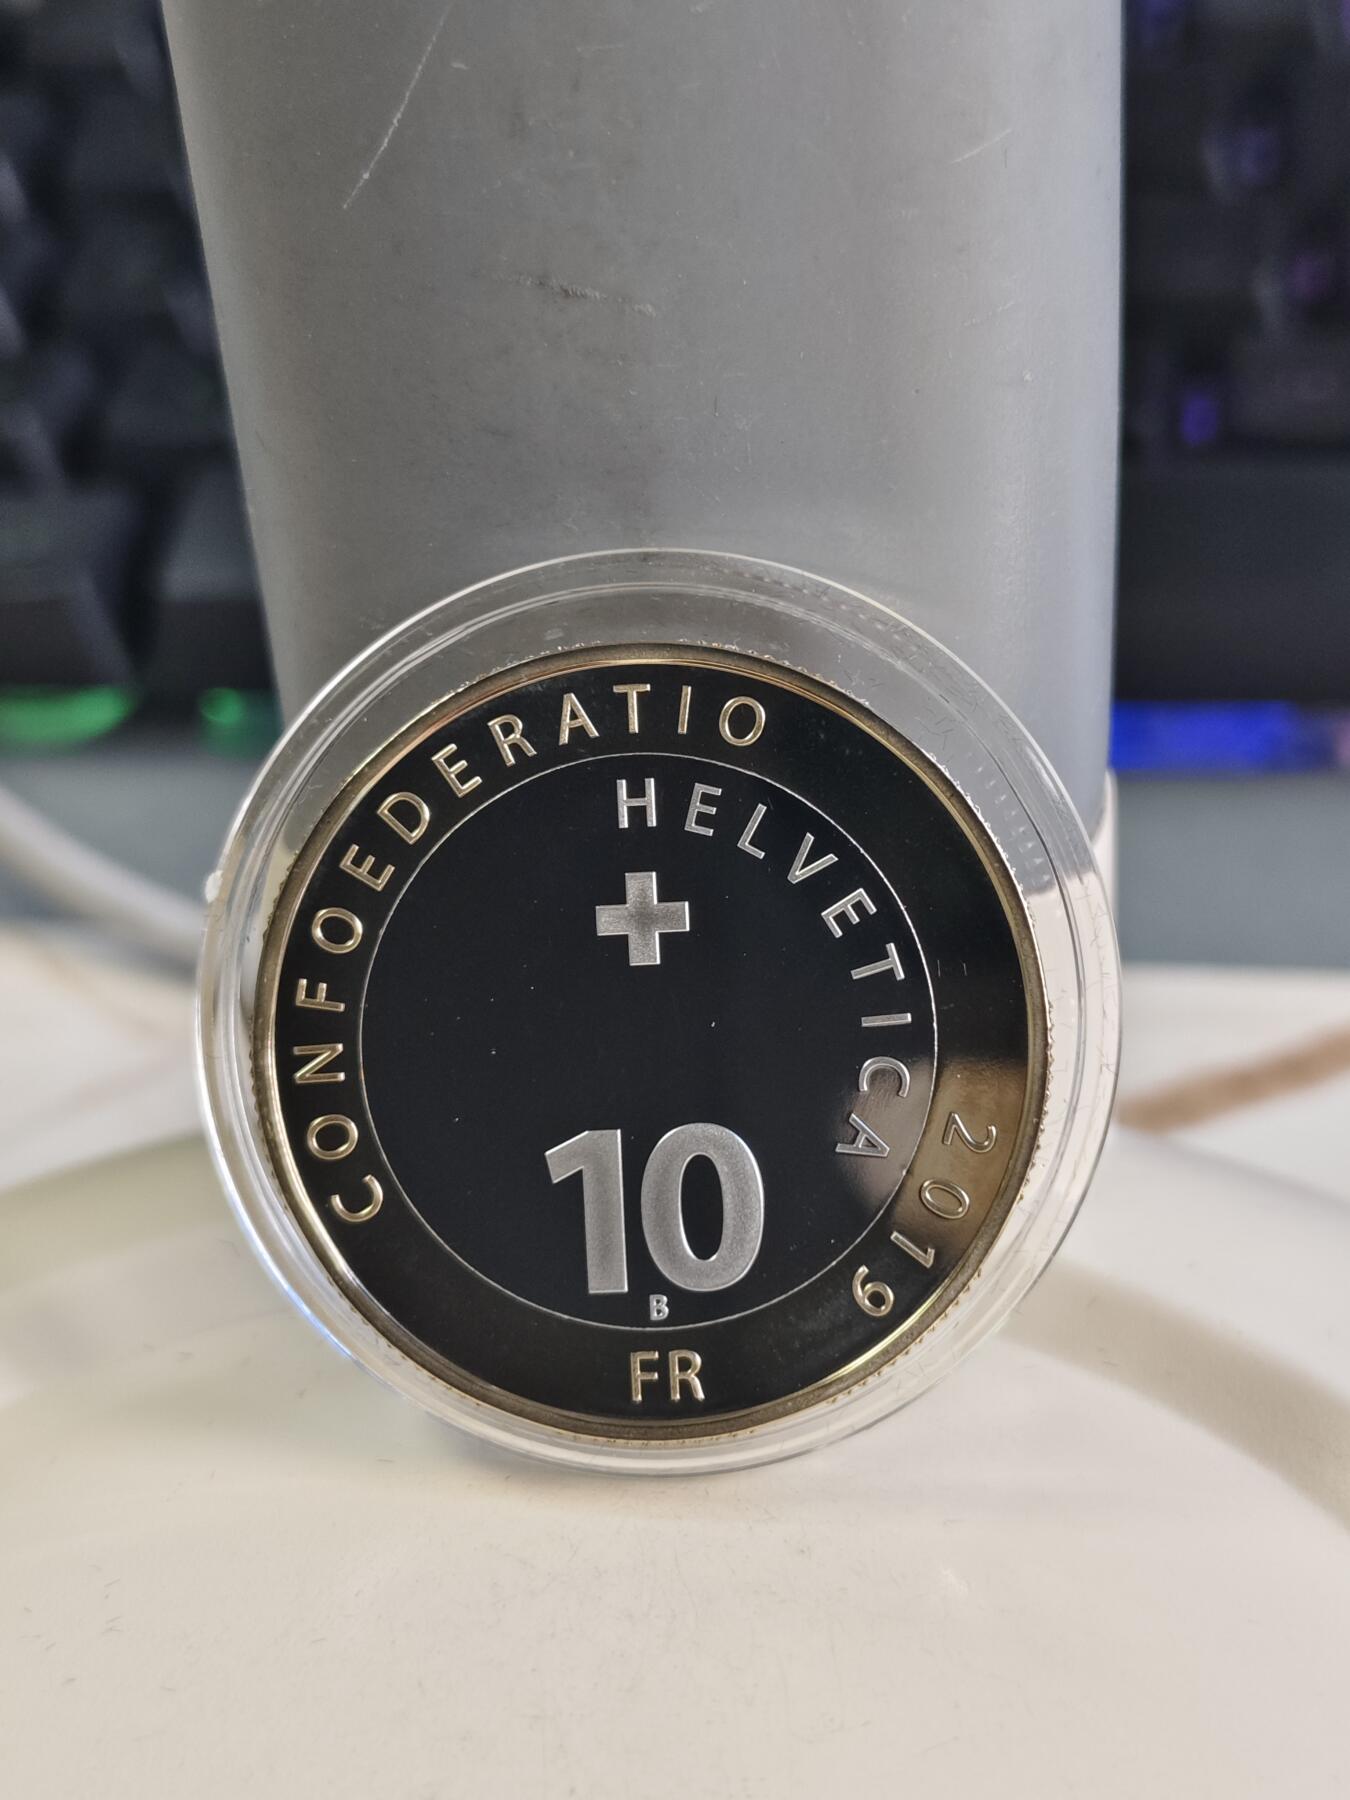 CONFOEDERATIO
HELVETICA
2019
10
B
FR